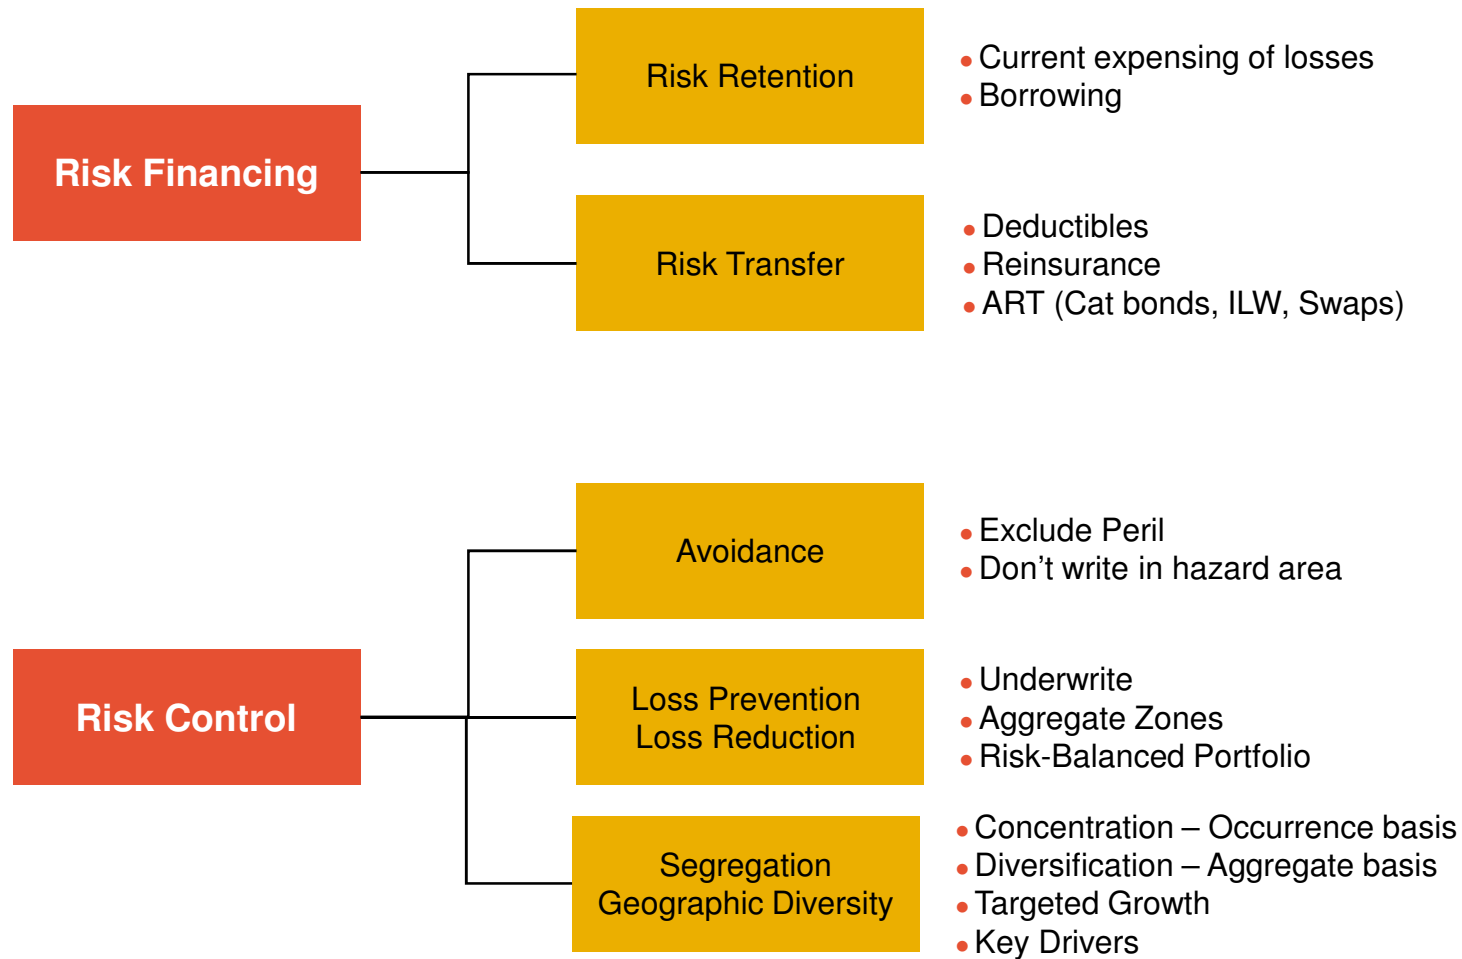 Risk Financing
Risk Retention
• Current expensing of losses
• Borrowing
Risk Transfer
• Deductibles
• Reinsurance
• ART (Cat bonds, ILW, Swaps)
Risk Control
Avoidance
• Exclude Peril
• Don’t write in hazard area
Loss Prevention
Loss Reduction
• Underwrite
• Aggregate Zones
• Risk-Balanced Portfolio
Segregation
Geographic Diversity
• Concentration – Occurrence basis
• Diversification – Aggregate basis
• Targeted Growth
• Key Drivers